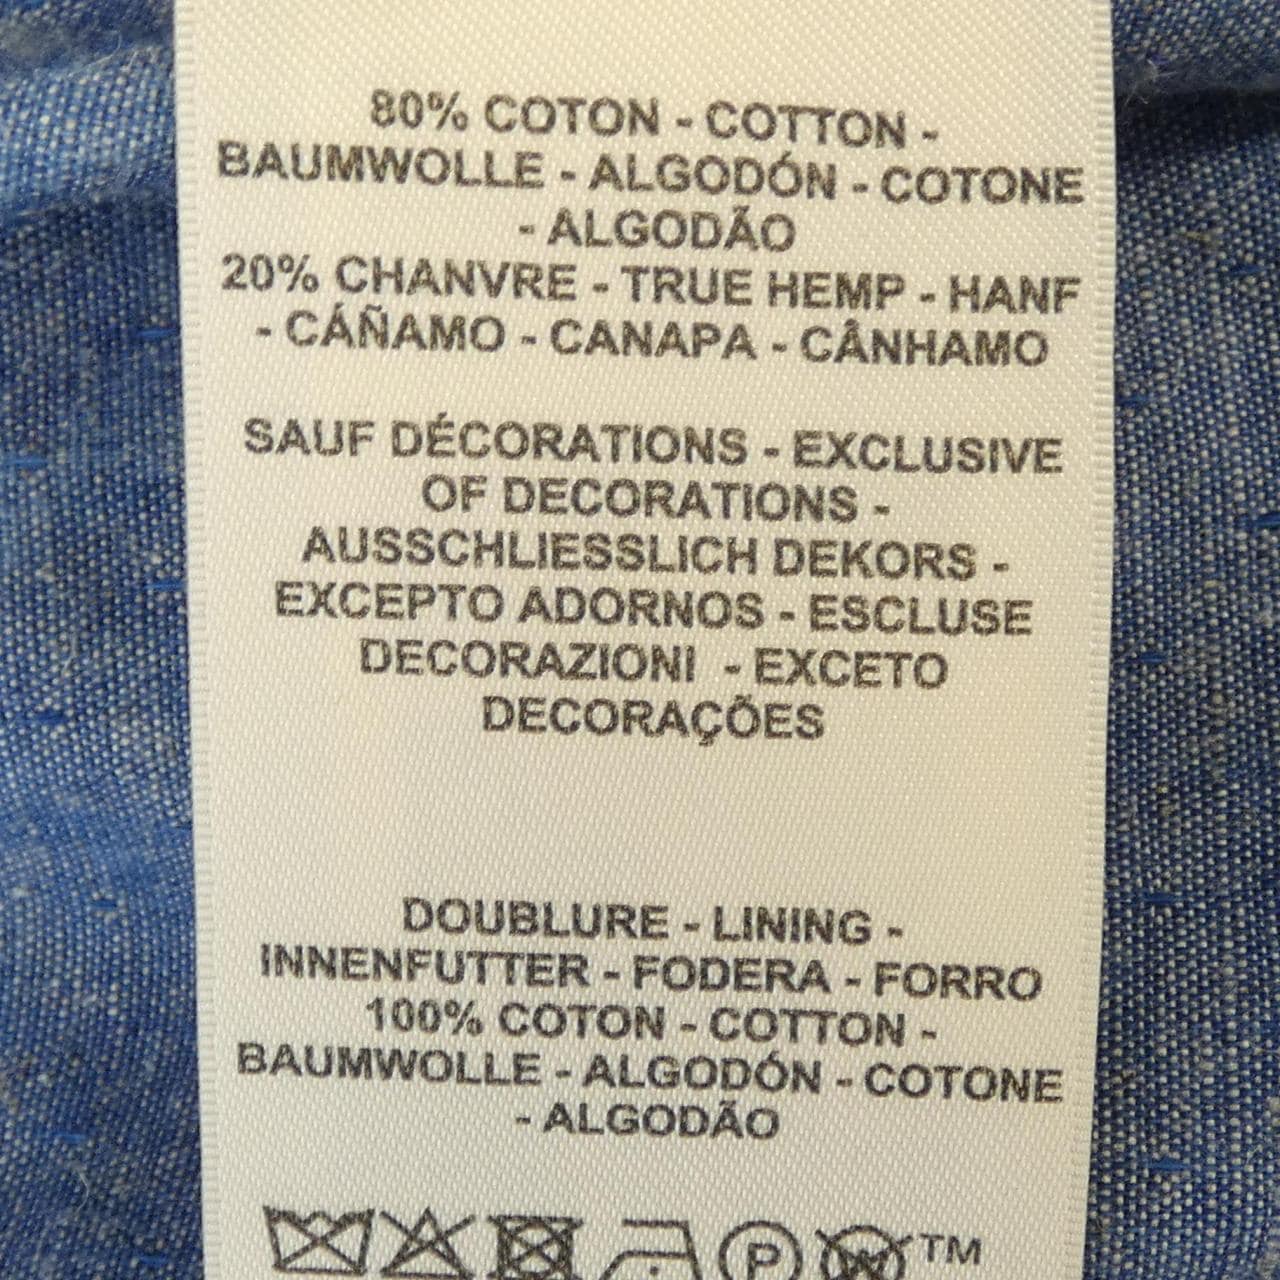 80% COTON - COTTON -
BAUMWOLLE - ALGODÓN - COTONE
- ALGODÃO
20% CHANVRE - TRUE HEMP - HANF
- CÁÑAMO - CANAPA - CÂNHAMO
SAUF DÉCORATIONS - EXCLUSIVE
OF DECORATIONS -
AUSSCHLIESSLICH DEKORS -
EXCEPTO ADORNOS - ESCLUSE
DECORAZIONI - EXCETO
DECORAÇÕES
DOUBLURE - LINING -
INNENFUTTER - FODERA - FORRO
100% COTON - COTTON -
BAUMWOLLE - ALGODÓN - COTONE
- ALGODÃO
P W TM